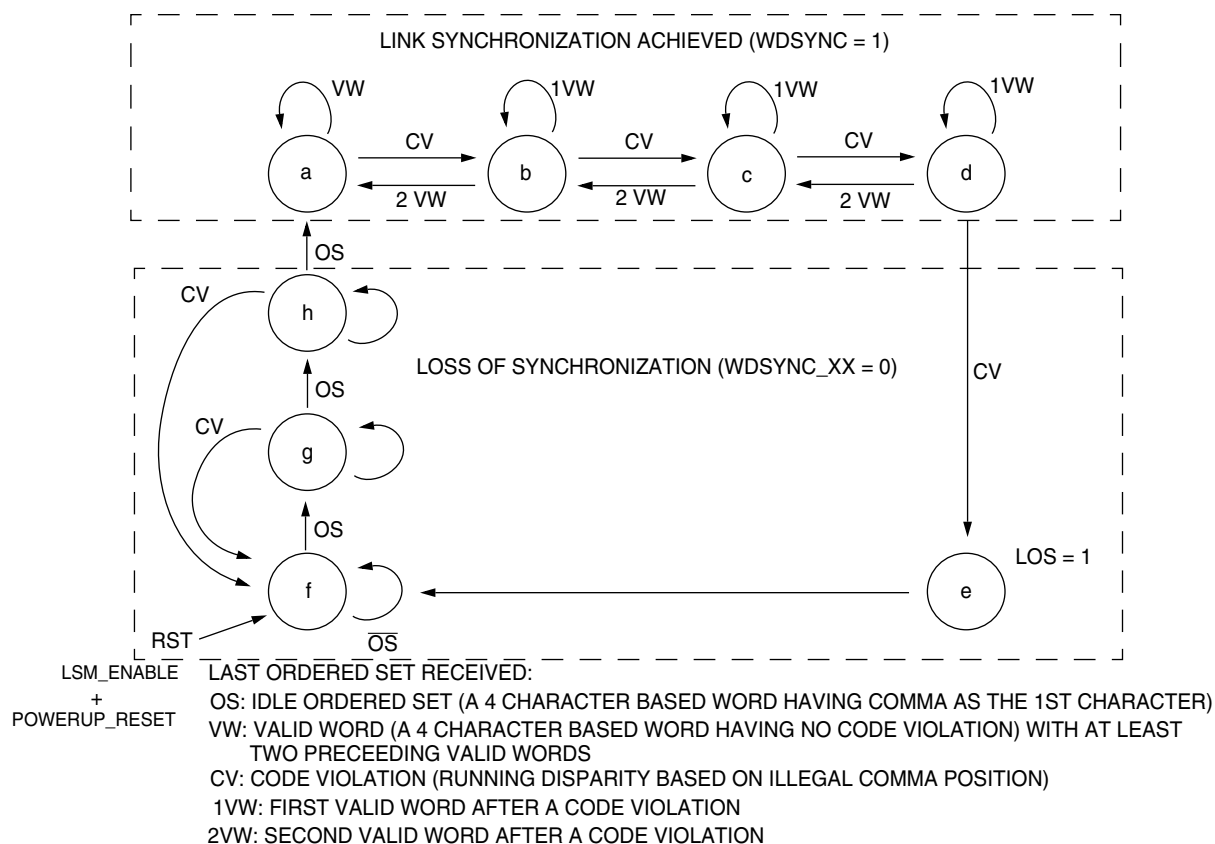 LINK SYNCHRONIZATION ACHIEVED (WDSYNC = 1)
VW
1VW
1VW
1VW
CV
CV
CV
a
b
c
d
2 VW
2 VW
2 VW
OS
CV
h
LOSS OF SYNCHRONIZATION (WDSYNC_XX = 0)
CV
OS
CV
g
OS
LOS = 1
f
e
RST
OS
LSM_ENABLE
+
POWERUP_RESET
LAST ORDERED SET RECEIVED:
OS: IDLE ORDERED SET (A 4 CHARACTER BASED WORD HAVING COMMA AS THE 1ST CHARACTER)
VW: VALID WORD (A 4 CHARACTER BASED WORD HAVING NO CODE VIOLATION) WITH AT LEAST
TWO PRECEEDING VALID WORDS
CV: CODE VIOLATION (RUNNING DISPARITY BASED ON ILLEGAL COMMA POSITION)
1VW: FIRST VALID WORD AFTER A CODE VIOLATION
2VW: SECOND VALID WORD AFTER A CODE VIOLATION